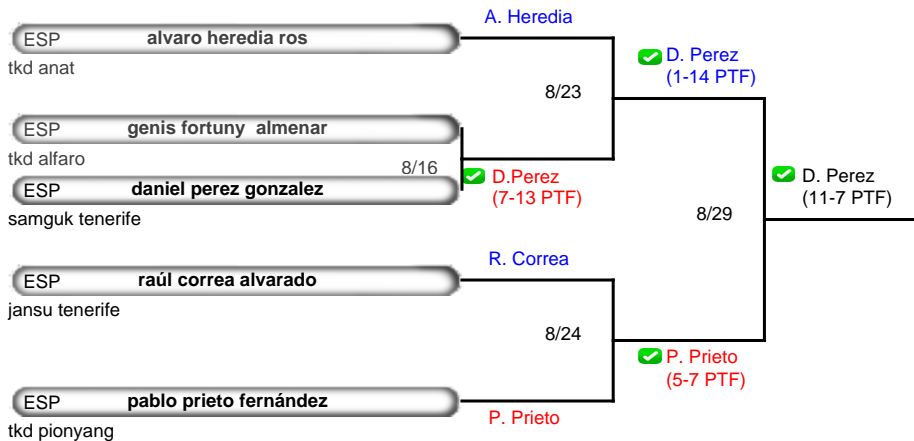 A. Heredia
ESP alvaro heredia ros
tkd anat
D. Perez
(1-14 PTF)
8/23
ESP genis fortuny almenar
tkd alfaro
8/16
D.Perez
(7-13 PTF)
ESP daniel perez gonzalez
samguk tenerife
D. Perez
(11-7 PTF)
8/29
R. Correa
ESP raúl correa alvarado
jansu tenerife
8/24
P. Prieto
(5-7 PTF)
ESP pablo prieto fernández
P. Prieto
tkd pionyang